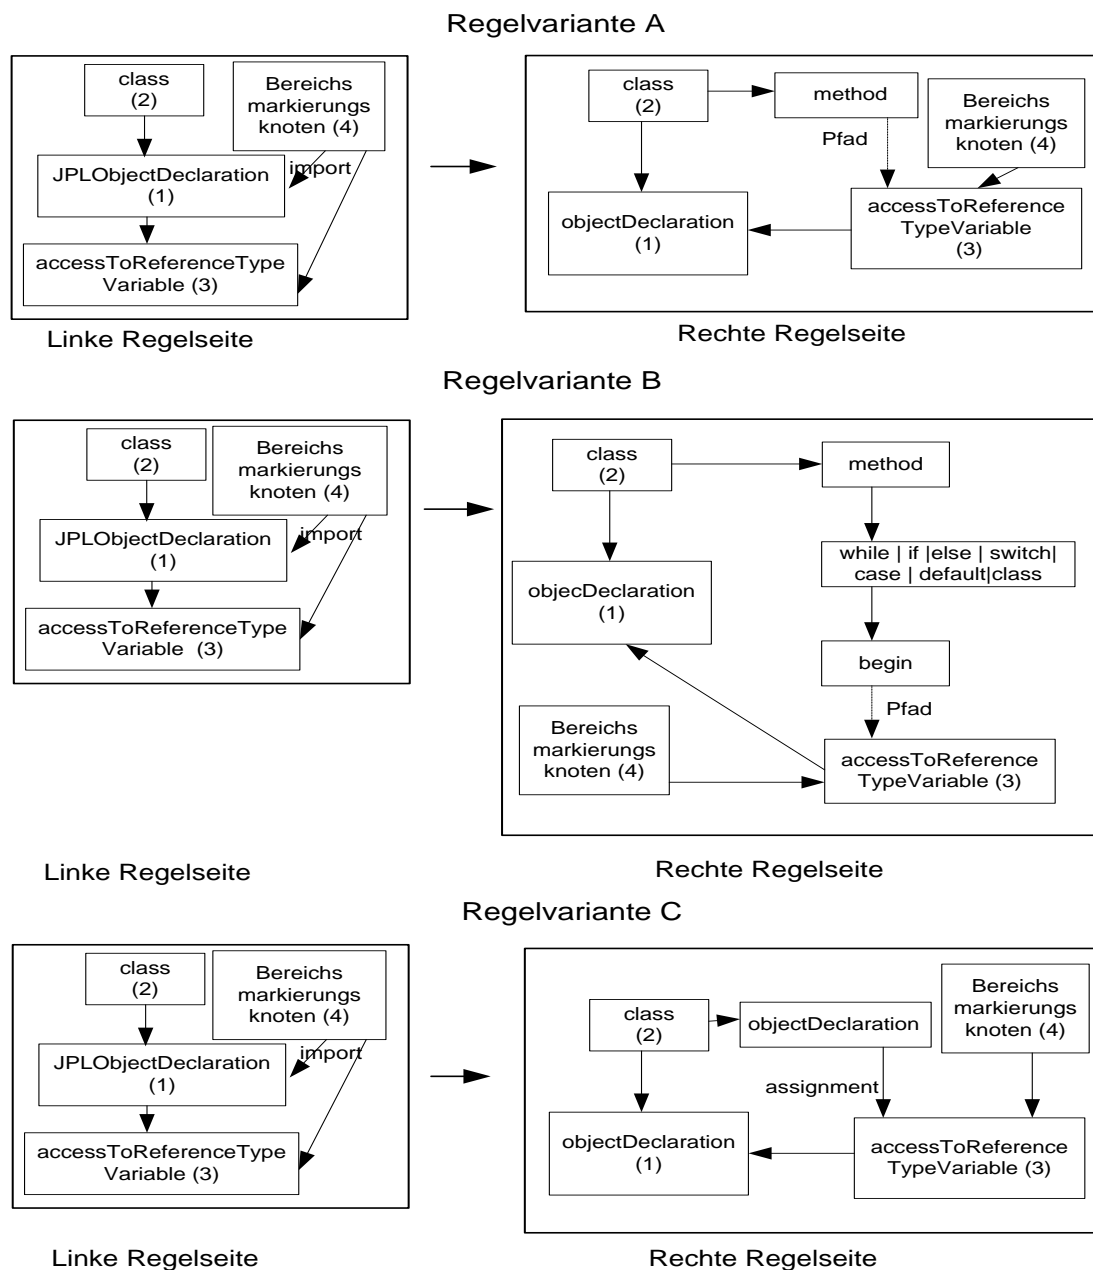 Regelvariante A
class
(2)
Bereichs
markierungs
knoten (4)
import
JPLObjectDeclaration
(1)
accessToReferenceType
Variable (3)
Linke Regelseite
class
(2)
method
Bereichs
markierungs
knoten (4)
Pfad
objectDeclaration
(1)
accessToReference
TypeVariable
(3)
Rechte Regelseite
Regelvariante B
class
(2)
Bereichs
markierungs
knoten (4)
import
JPLObjectDeclaration
(1)
accessToReferenceType
Variable (3)
Linke Regelseite
class
(2)
method
while | if |else | switch|
case | default|class
objecDeclaration
(1)
begin
Pfad
Bereichs
markierungs
knoten (4)
accessToReference
TypeVariable (3)
Rechte Regelseite
Regelvariante C
class
(2)
Bereichs
markierungs
knoten (4)
import
JPLObjectDeclaration
(1)
accessToReferenceType
Variable (3)
Linke Regelseite
class
(2)
objectDeclaration
Bereichs
markierungs
knoten (4)
assignment
objectDeclaration
(1)
accessToReference
TypeVariable (3)
Rechte Regelseite